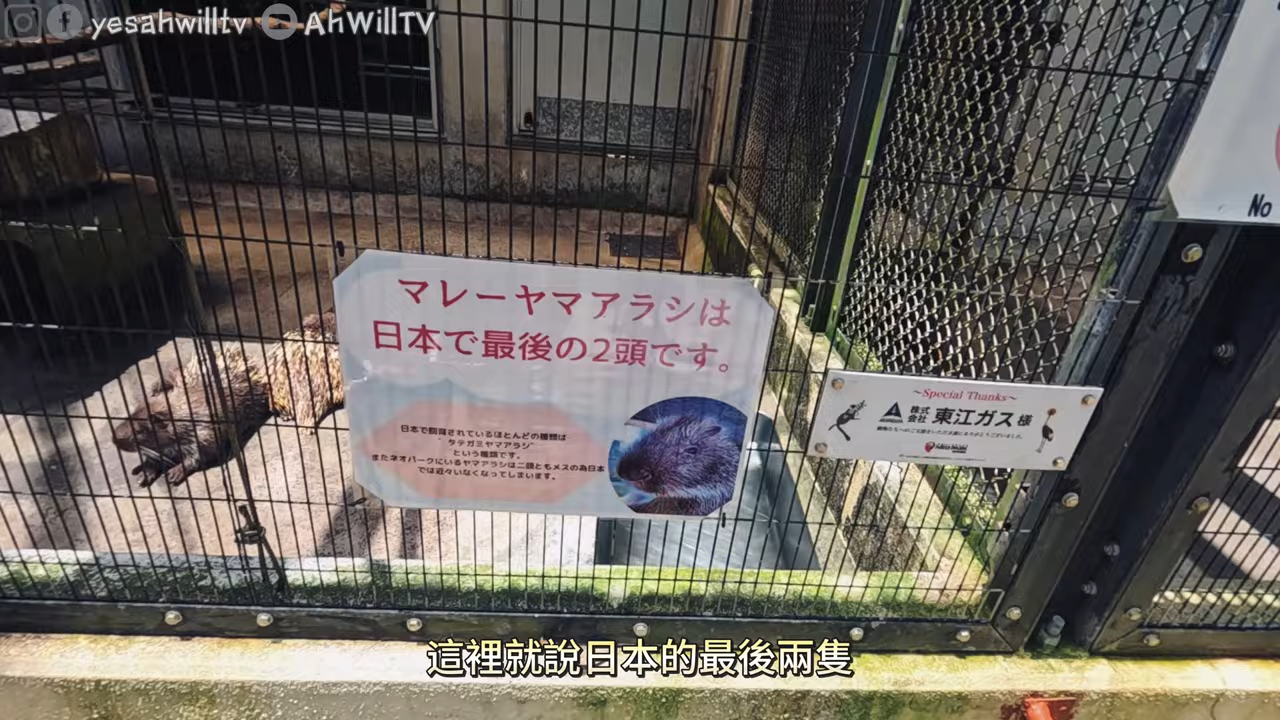 yesahwilltv AhWillTV
マレーヤマアラシは
日本で最後の2頭です。
日本で飼育されているほとんどの種類は
"タテガミヤマアラシ"
という種類です。
またネオパークにいるヤマアラシは二頭ともメスの為日本
では近々いなくなってしまいます。
~Special Thanks~
株式会社 東江ガス様
No
這裡就說日本的最後兩隻